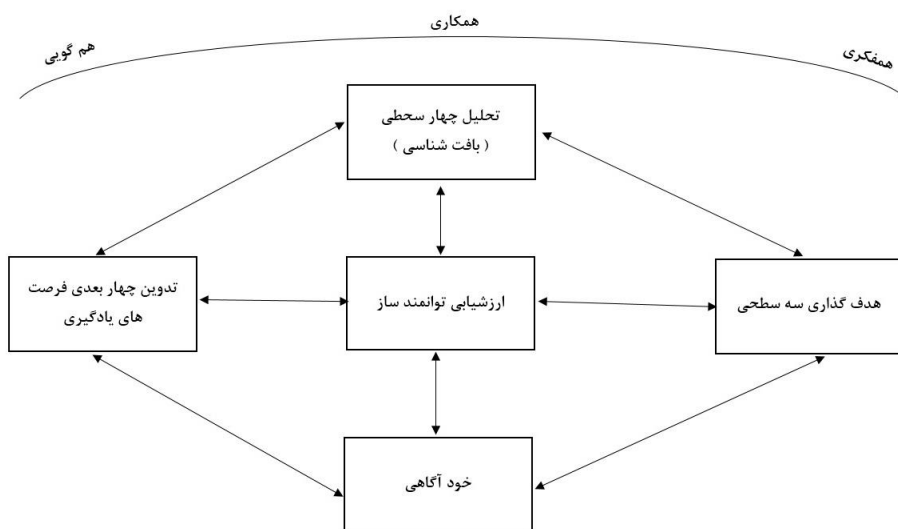 همفکری
همکاری
هم گویی
تحلیل چهار سحطی
( بافت شناسی )
هدف گذاری سه سطحی
ارزشیابی توانمند ساز
تدوین چهار بعدی فرصت
های یادگیری
خود آگاهی